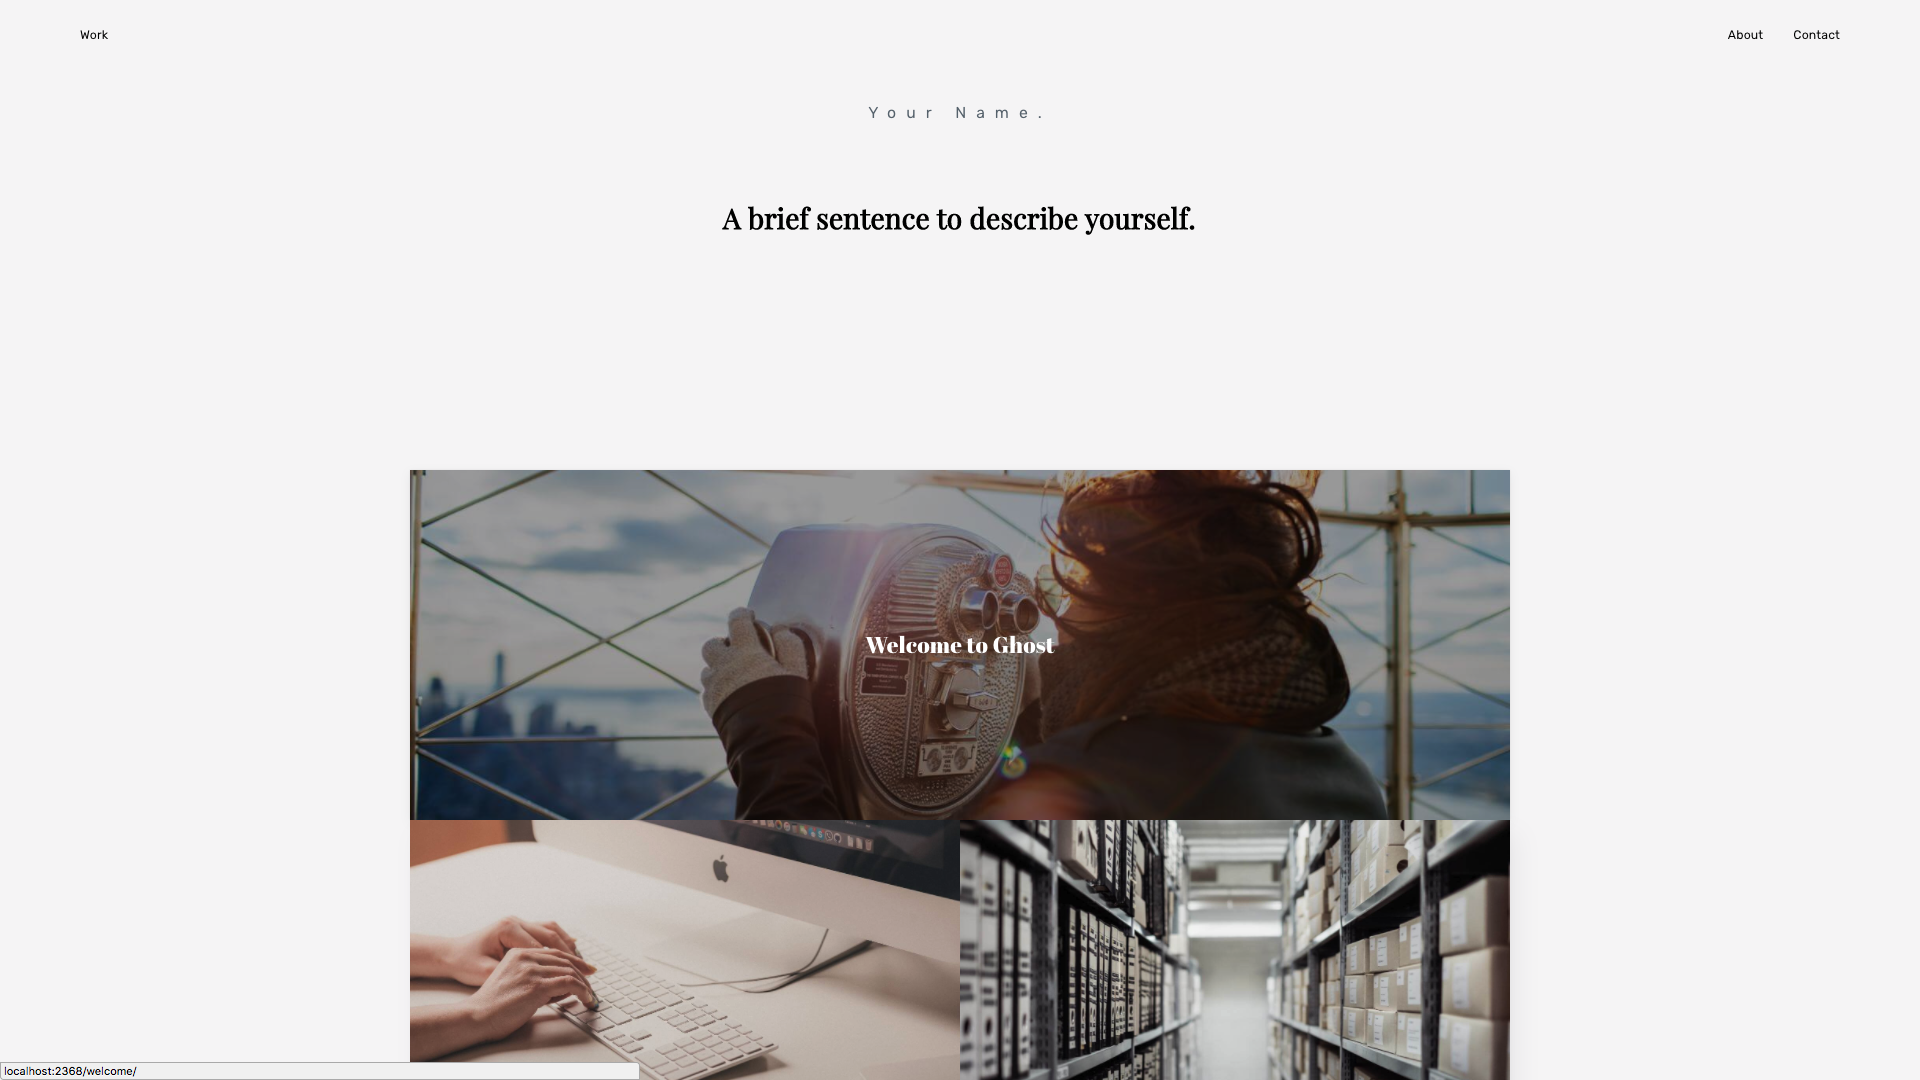 Work
About
Contact
Your Name.
A brief sentence to describe yourself.
Welcome to Ghost
localhost:2368/welcome/